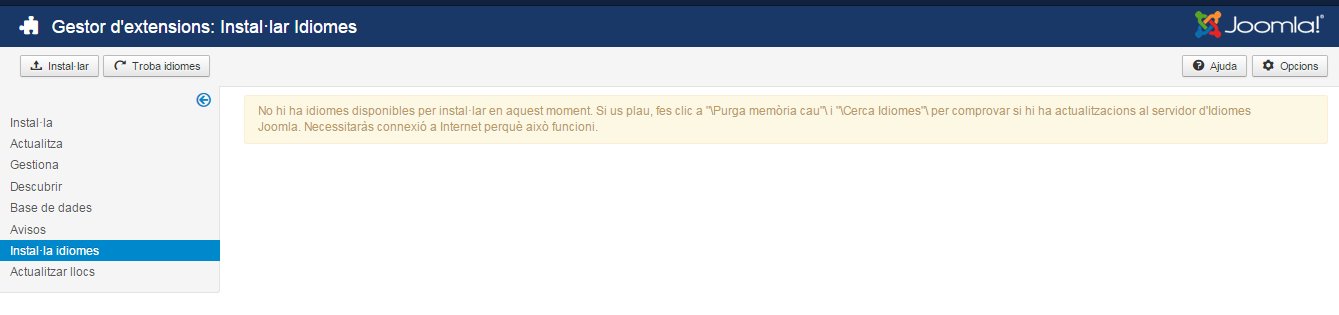 Gestor d'extensions: Instal·lar Idiomes
Joomla!®
Instal·lar
Troba idiomes
Ajuda
Opcions
Instal·la
Actualitza
Gestiona
Descubrir
Base de dades
Avisos
Instal·la idiomes
Actualitzar llocs
No hi ha idiomes disponibles per instal·lar en aquest moment. Si us plau, fes clic a "\Purga memòria cau"\ i "\Cerca Idiomes"\ per comprovar si hi ha actualitzacions al servidor d'Idiomes
Joomla. Necessitaràs connexió a Internet perquè això funcioni.